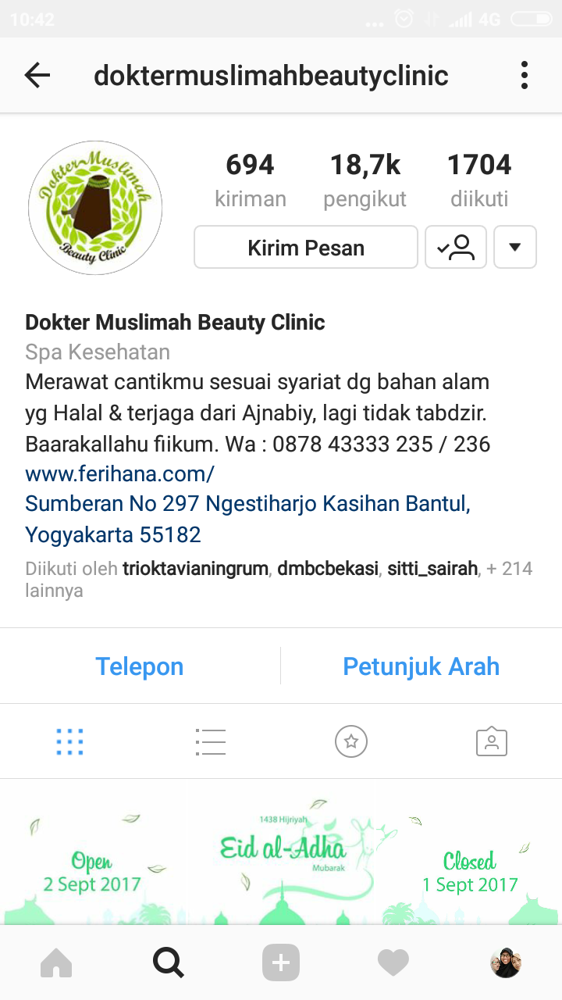 10:42
4G
doktermuslimahbeautyclinic
Dokter Muslimah
Beauty Clinic
694
18,7k
1704
kiriman
pengikut
diikuti
Kirim Pesan
Dokter Muslimah Beauty Clinic
Spa Kesehatan
Merawat cantikmu sesuai syariat dg bahan alam
yg Halal & terjaga dari Ajnabiy, lagi tidak tabdzir.
Baarakallahu fiikum. Wa : 0878 43333 235 / 236
www.ferihana.com/
Sumberan No 297 Ngestiharjo Kasihan Bantul,
Yogyakarta 55182
Diikuti oleh trioktavianingrum, dmbcbekasi, sitti_sairah, + 214
lainnya
Telepon
Petunjuk Arah
Open
2 Sept 2017
1438 Hijriyah
Eid al-Adha
Mubarak
Closed
1 Sept 2017